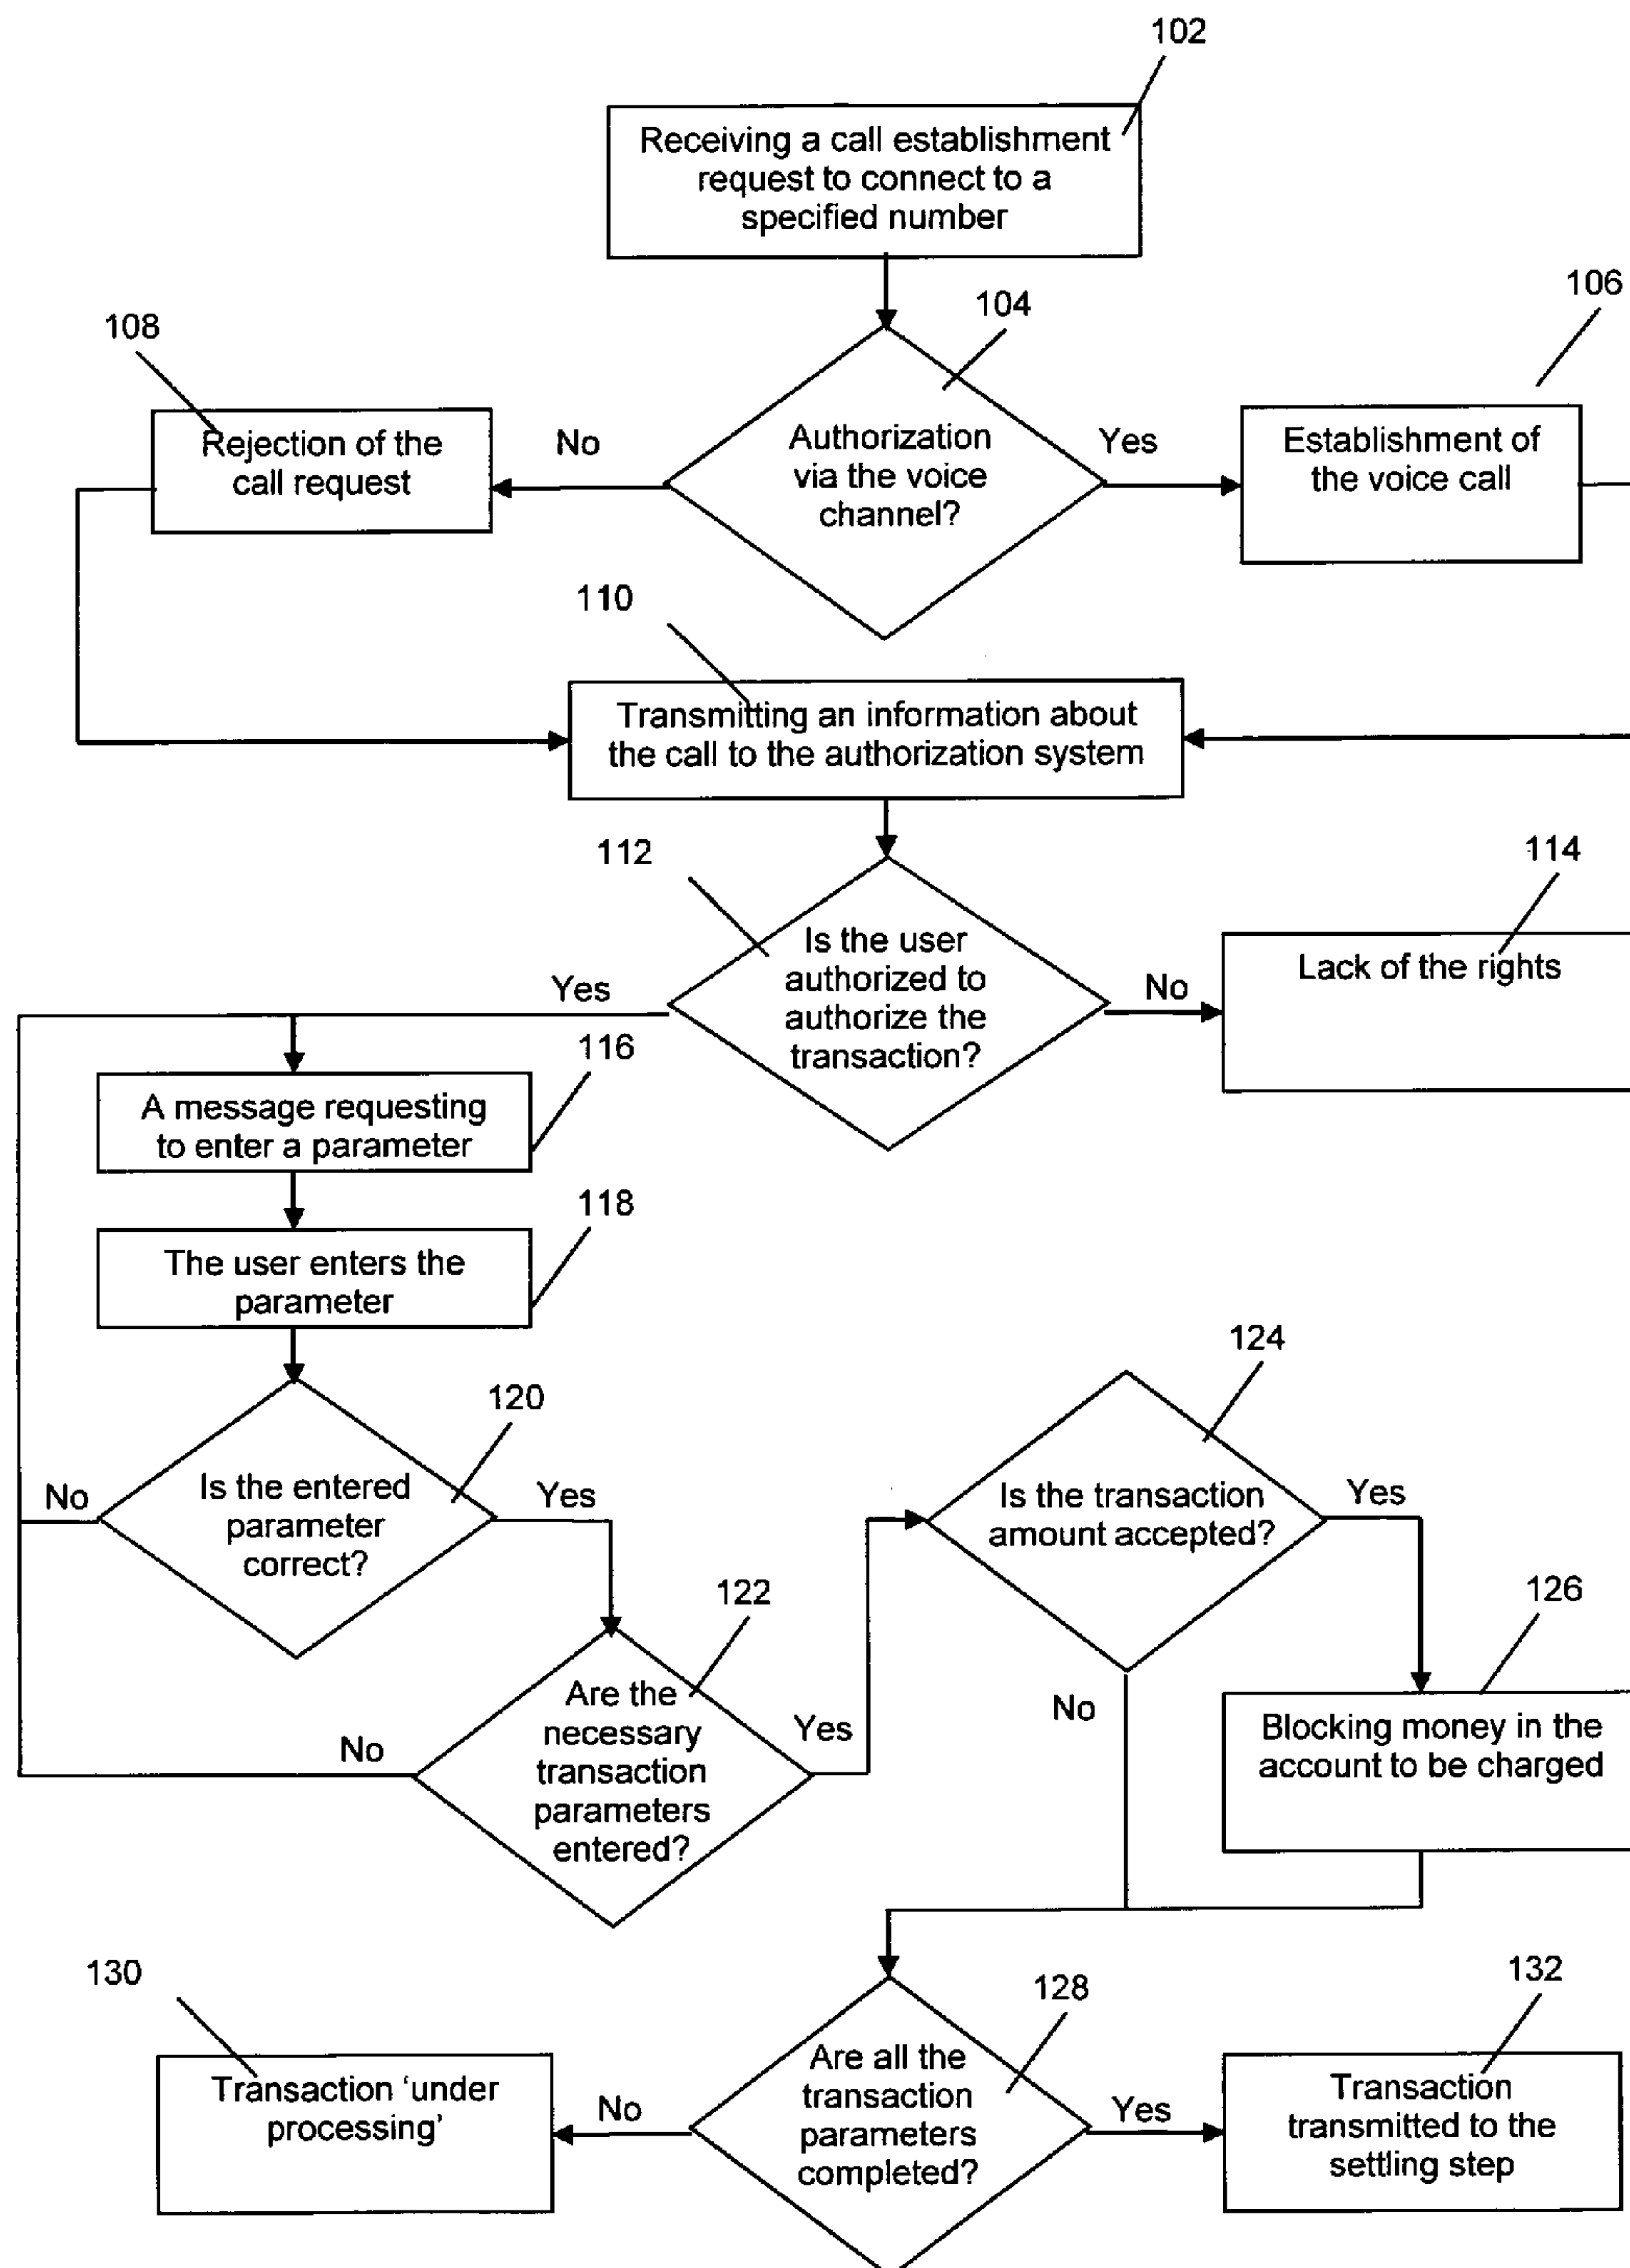 102
Receiving a call establishment
request to connect to a
specified number
104
106
108
Rejection of the
call request
No
Authorization
via the voice
channel?
Yes
Establishment of
the voice call
110
Transmitting an information about
the call to the authorization system
112
114
Is the user
authorized to
authorize the
transaction?
Yes
No
Lack of the rights
116
A message requesting
to enter a parameter
118
The user enters the
parameter
120
124
No
Is the entered
parameter
correct?
Yes
Is the transaction
amount accepted?
Yes
122
126
No
Are the
necessary
transaction
parameters
entered?
Yes
No
Blocking money in the
account to be charged
130
128
132
Transaction 'under
processing'
No
Are all the
transaction
parameters
completed?
Yes
Transaction
transmitted to the
settling step